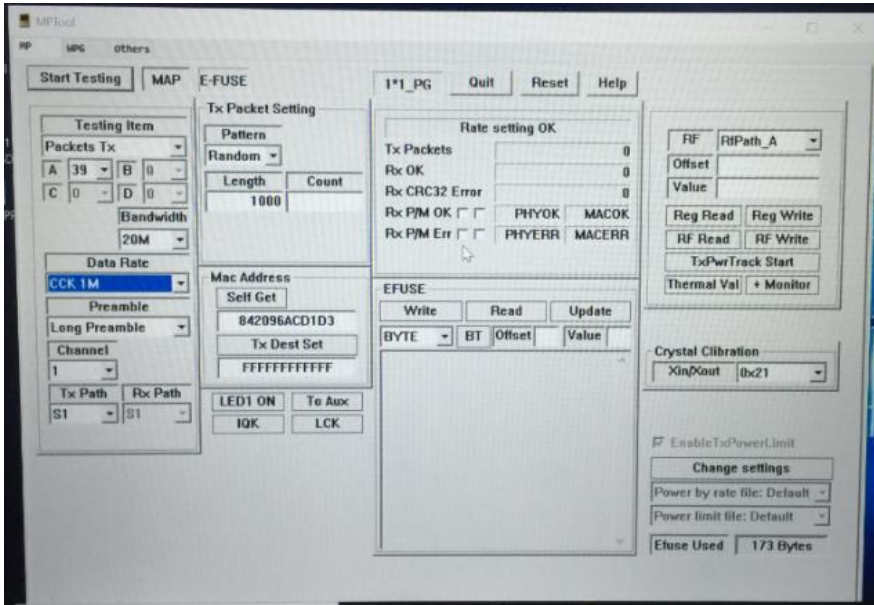 MPTool
MP MPG Others
Start Testing MAP E-FUSE 1*1_PG Quit Reset Help
Testing Item
Packets Tx
A 39 B 0
C 0 D 0
Bandwidth
20M
Data Rate
CCK 1M
Preamble
Long Preamble
Channel
1
Tx Path Rx Path
S1 S1
Tx Packet Setting
Pattern
Random
Length Count
1000
Mac Address
Self Get
842096ACD1D3
Tx Dest Set
FFFFFFFFFFFF
LED1 ON To Aux
IQK LCK
Rate setting OK
Tx Packets 0
Rx OK 0
Rx CRC32 Error 0
Rx P/M OK PHYOK MACOK
Rx P/M Err PHYERR MACERR
EFUSE
Write Read Update
BYTE BT Offset Value
RF RfPath_A
Offset
Value
Reg Read Reg Write
RF Read RF Write
TxPwrTrack Start
Thermal Val + Monitor
Crystal Clibration
Xin/Xout 0x21
EnableTxPowerLimit
Change settings
Power by rate file: Default
Power limit file: Default
Efuse Used 173 Bytes